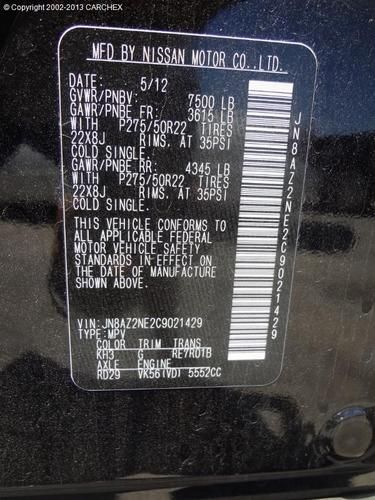 © Copyright 2002-2013 CARCHEX
MFD BY NISSAN MOTOR CO.,LTD.
DATE: 5/12
GVWR/PNBV: 7500 LB
GAWR/PNBE FR: 3615 LB
WITH P275/50R22 TIRES
22X8J RIMS. AT 35PSI
COLD SINGLE.
GAWR/PNBE RR: 4345 LB
WITH P275/50R22 TIRES
22X8J RIMS. AT 35PSI
COLD SINGLE.
THIS VEHICLE CONFORMS TO
ALL APPLICABLE FEDERAL
MOTOR VEHICLE SAFETY
STANDARDS IN EFFECT ON
THE DATE OF MANUFACTURE
SHOWN ABOVE.
VIN: JN8AZ2NE2C9021429
TYPE: MPV
COLOR TRIM TRANS
KH3 G RE7R01B
AXLE ENGINE
RD29 VK56(VD) 5552CC
JN8AZ2NE2C9021429